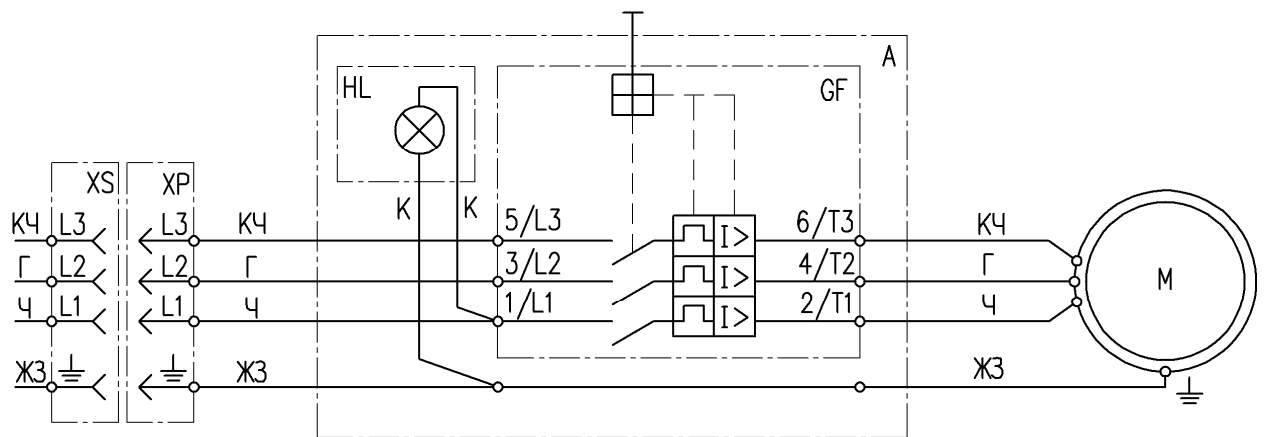 A
HL
GF
XS
XP
К
К
КЧ
L3
L3
КЧ
5/L3
6/T3
КЧ
Г
L2
L2
Г
3/L2
4/T2
Г
Ч
L1
L1
Ч
1/L1
2/T1
Ч
I>
I>
I>
M
ЖЗ
ЖЗ
ЖЗ